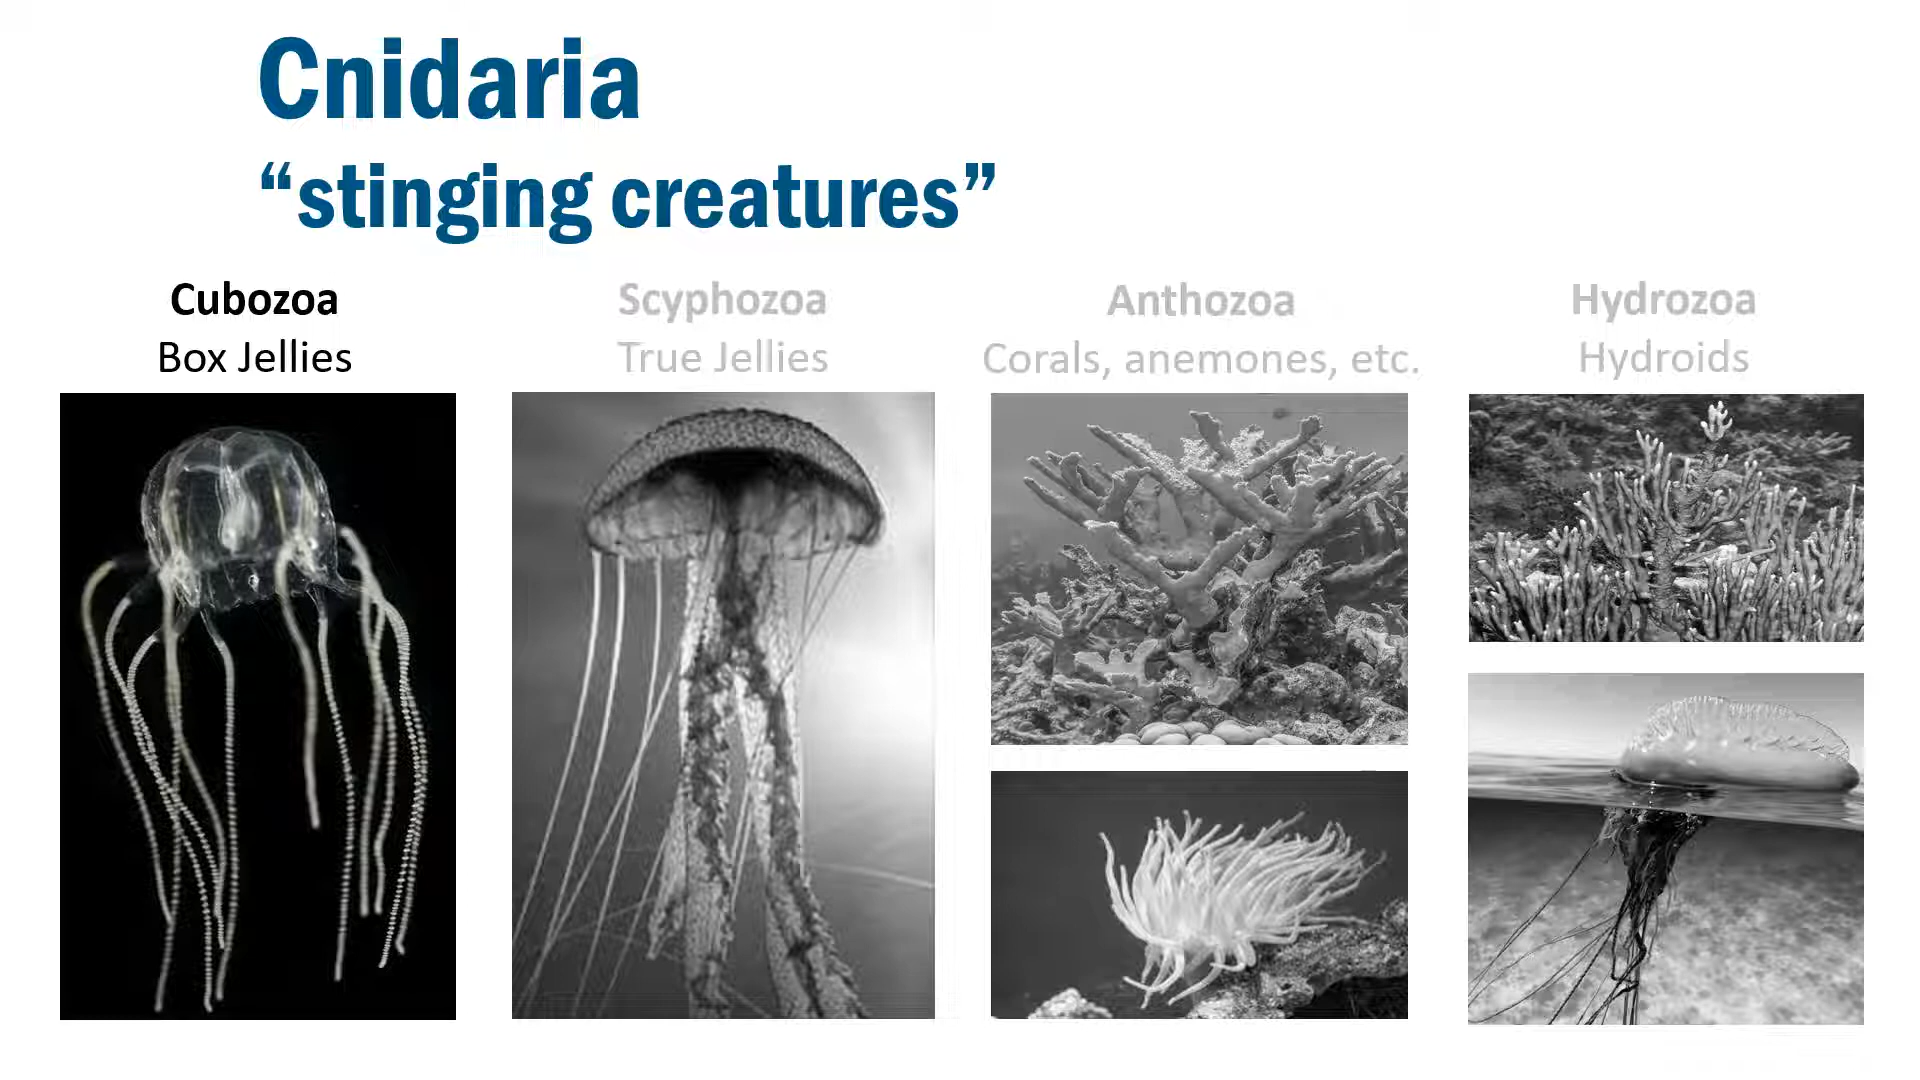 Cnidaria
“stinging creatures”
Cubozoa
Box Jellies
Scyphozoa
True Jellies
Anthozoa
Corals, anemones, etc.
Hydrozoa
Hydroids